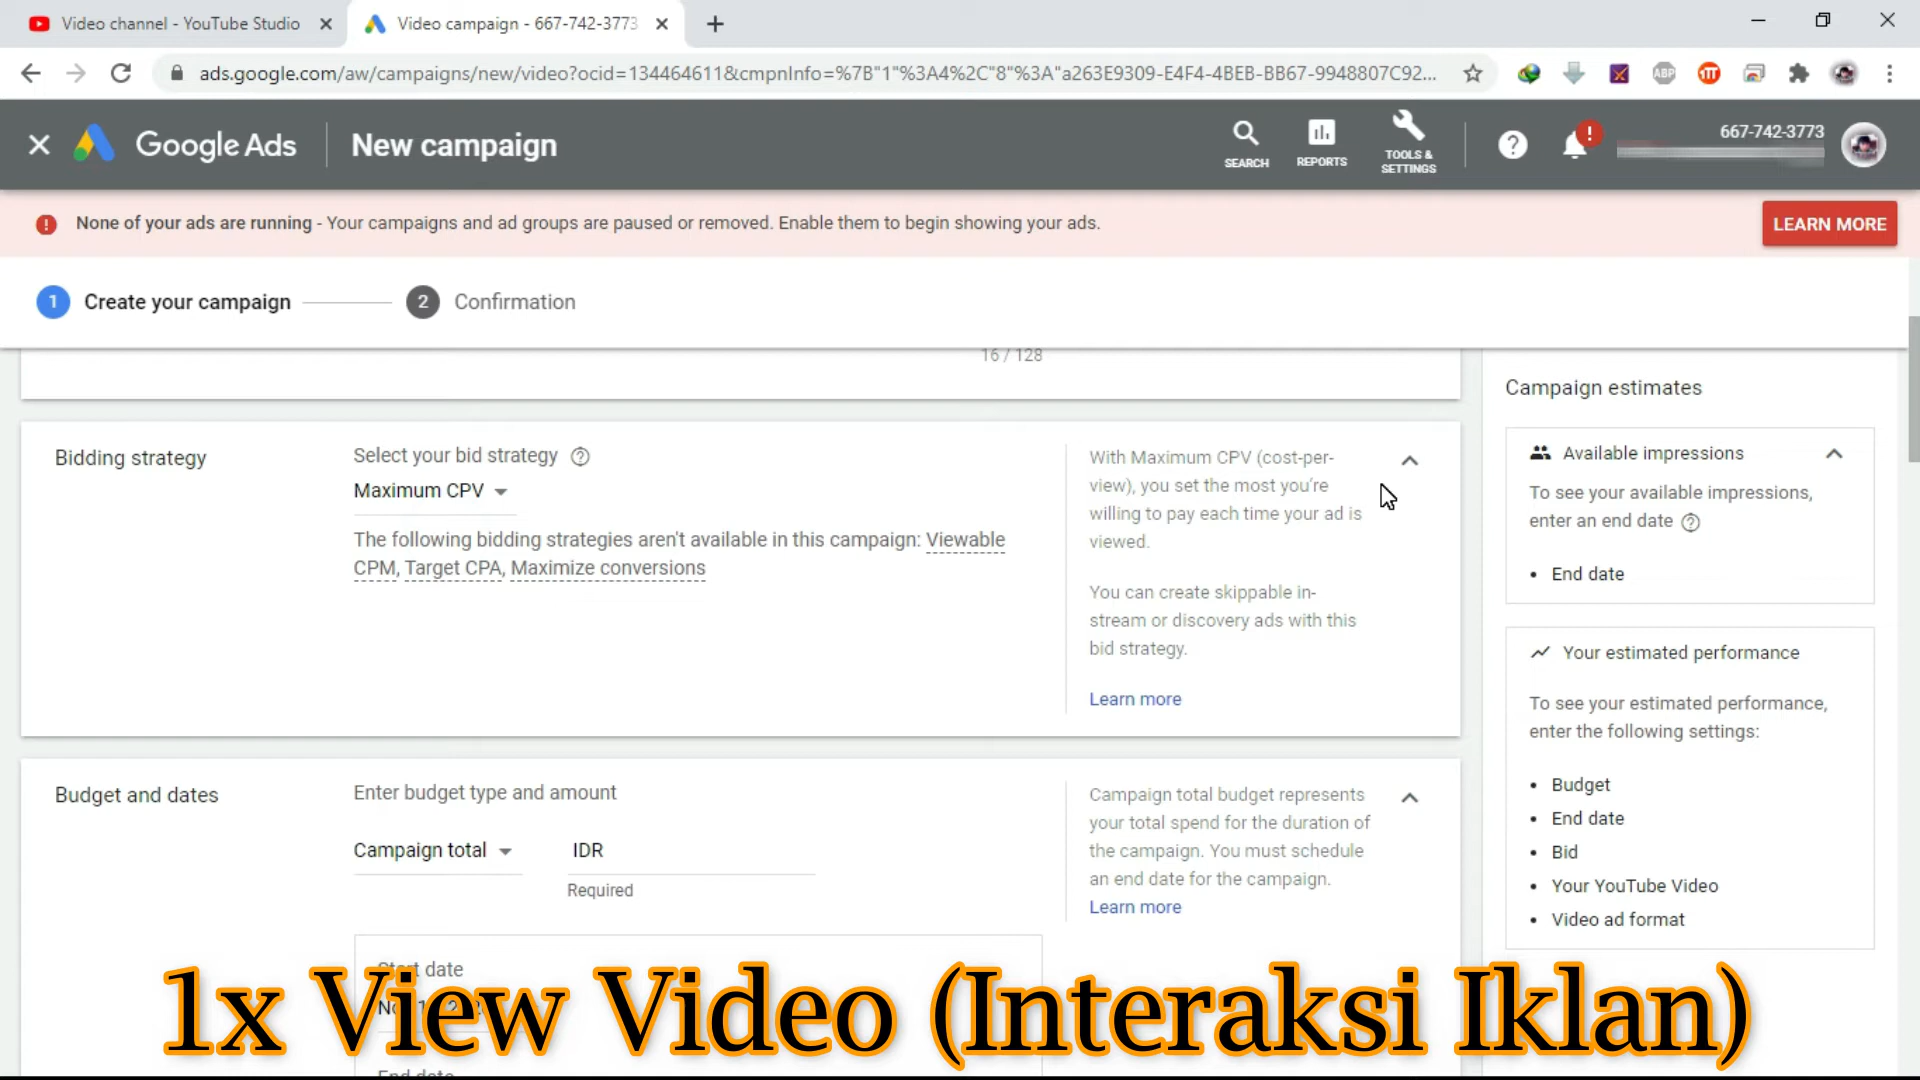 Video channel - YouTube Studio
Video campaign - 667-742-3773
ads.google.com/aw/campaigns/new/video?ocid=134464611&cmpnInfo=%7B"1"%3A4%2C"8"%3A"a263E9309-E4F4-4BEB-BB67-9948807C92...
ABP
Google Ads
New campaign
SEARCH
REPORTS
TOOLS &
SETTINGS
667-742-3773
None of your ads are running - Your campaigns and ad groups are paused or removed. Enable them to begin showing your ads.
LEARN MORE
1 Create your campaign
2 Confirmation
16 / 128
Bidding strategy
Select your bid strategy
Maximum CPV
The following bidding strategies aren't available in this campaign: Viewable
CPM, Target CPA, Maximize conversions
With Maximum CPV (cost-per-
view), you set the most you're
willing to pay each time your ad is
viewed.
You can create skippable in-
stream or discovery ads with this
bid strategy.
Learn more
Budget and dates
Enter budget type and amount
Campaign total
IDR
Required
Campaign total budget represents
your total spend for the duration of
the campaign. You must schedule
an end date for the campaign.
Learn more
Start date
End date
Campaign estimates
Available impressions
To see your available impressions,
enter an end date
• End date
Your estimated performance
To see your estimated performance,
enter the following settings:
• Budget
• End date
• Bid
• Your YouTube Video
• Video ad format
1x View Video (Interaksi Iklan)